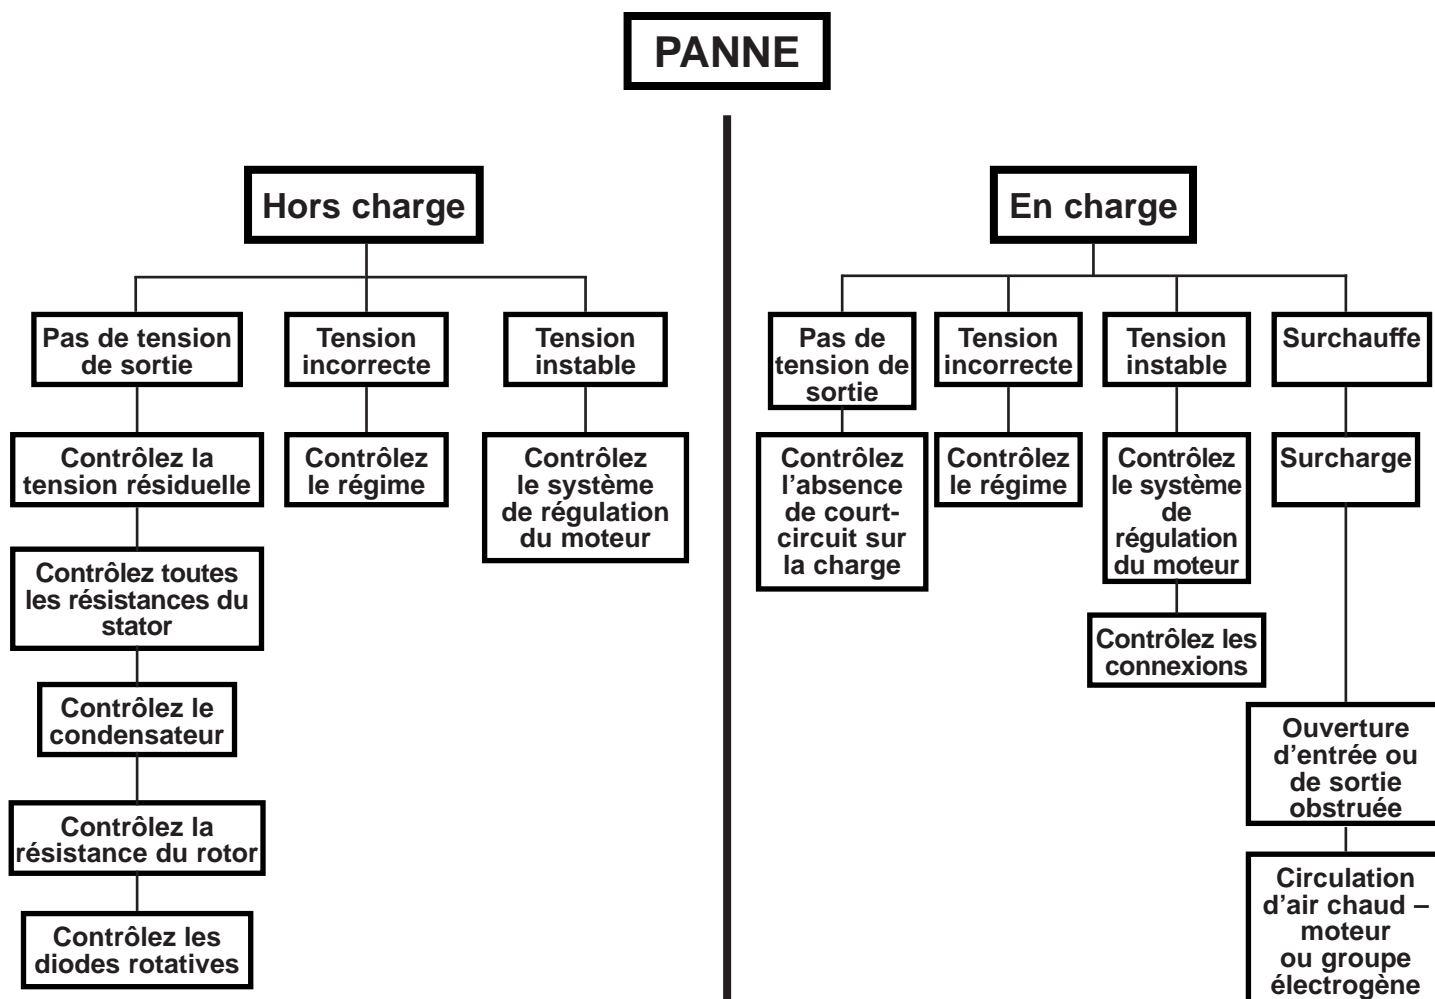 PANNE
Hors charge
Pas de tension
de sortie
Contrôlez la
tension résiduelle
Contrôlez toutes
les résistances du
stator
Contrôlez le
condensateur
Contrôlez la
résistance du rotor
Contrôlez les
diodes rotatives
Tension
incorrecte
Contrôlez
le régime
Tension
instable
Contrôlez
le système
de régulation
du moteur
En charge
Pas de
tension de
sortie
Contrôlez
l’absence
de court-
circuit sur
la charge
Tension
incorrecte
Contrôlez
le régime
Tension
instable
Contrôlez
le système
de
régulation
du moteur
Contrôlez les
connexions
Surchauffe
Surcharge
Ouverture
d’entrée ou
de sortie
obstruée
Circulation
d’air chaud –
moteur
ou groupe
électrogène